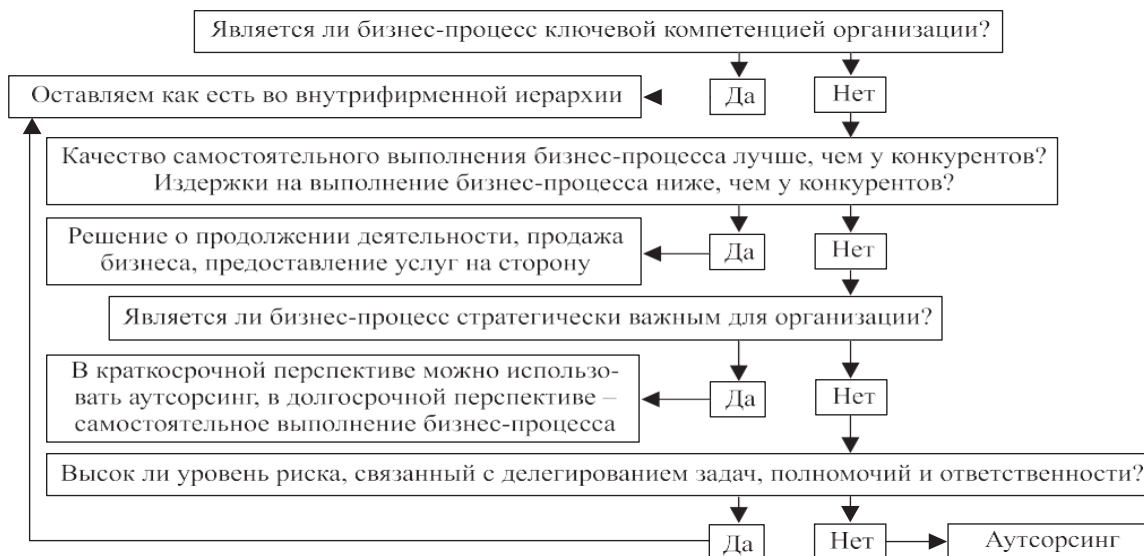 Является ли бизнес-процесс ключевой компетенцией организации?
Да
Нет
Оставляем как есть во внутрифирменной иерархии
Качество самостоятельного выполнения бизнес-процесса лучше, чем у конкурентов?
Издержки на выполнение бизнес-процесса ниже, чем у конкурентов?
Решение о продолжении деятельности, продажа
бизнеса, предоставление услуг на сторону
Да
Нет
Является ли бизнес-процесс стратегически важным для организации?
В краткосрочной перспективе можно использо-
вать аутсорсинг, в долгосрочной перспективе –
самостоятельное выполнение бизнес-процесса
Да
Нет
Высок ли уровень риска, связанный с делегированием задач, полномочий и ответственности?
Да
Нет
Аутсорсинг